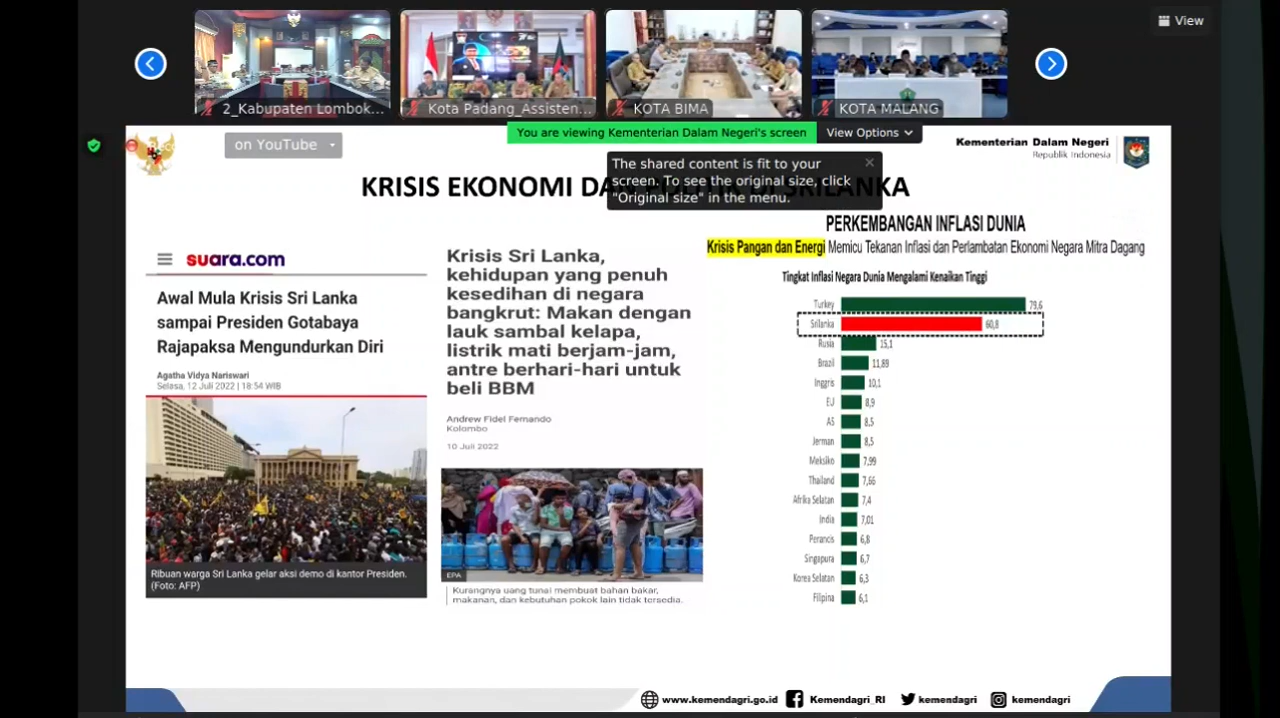 View
2_Kabupaten Lombok...
Kota Padang_Assisten...
KOTA BIMA
KOTA MALANG
You are viewing Kementerian Dalam Negeri's screen
View Options
on YouTube
Kementerian Dalam Negeri
Republik Indonesia
The shared content is fit to your
screen. To see the original size, click
"Original size" in the menu.
KRISIS EKONOMI DAN SRILANKA
PERKEMBANGAN INFLASI DUNIA
Krisis Pangan dan Energi Memicu Tekanan Inflasi dan Perlambatan Ekonomi Negara Mitra Dagang
suara.com
Awal Mula Krisis Sri Lanka
sampai Presiden Gotabaya
Rajapaksa Mengundurkan Diri
Agatha Vidya Nariswari
Selasa, 12 Juli 2022 | 18:54 WIB
Ribuan warga Sri Lanka gelar aksi demo di kantor Presiden.
(Foto: AFP)
Krisis Sri Lanka,
kehidupan yang penuh
kesedihan di negara
bangkrut: Makan dengan
lauk sambal kelapa,
listrik mati berjam-jam,
antre berhari-hari untuk
beli BBM
Andrew Fidel Fernando
Kolombo
10 Juli 2022
EPA
Kurangnya uang tunai membuat bahan bakar,
makanan, dan kebutuhan pokok lain tidak tersedia.
Tingkat Inflasi Negara Dunia Mengalami Kenaikan Tinggi
Turkey 79,6
Srilanka 60,8
Rusia 15,1
Brazil 11,89
Inggris 10,1
EU 8,9
AS 8,5
Jerman 8,5
Meksiko 7,99
Thailand 7,66
Afrika Selatan 7,4
India 7,01
Perancis 6,8
Singapura 6,7
Korea Selatan 6,3
Filipina 6,1
www.kemendagri.go.id Kemendagri_RI kemendagri kemendagri